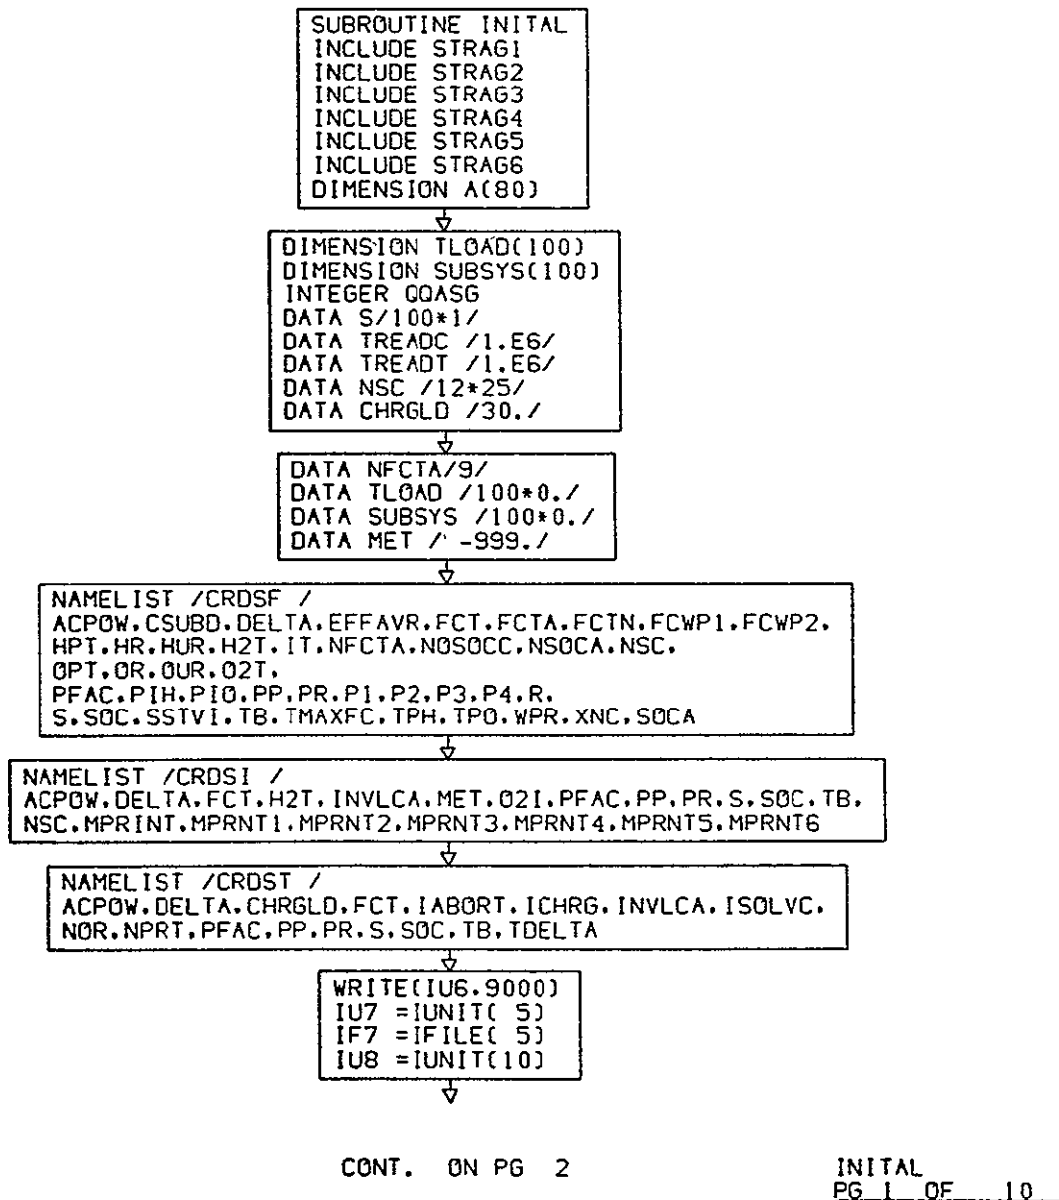 SUBROUTINE INITAL
INCLUDE STRAG1
INCLUDE STRAG2
INCLUDE STRAG3
INCLUDE STRAG4
INCLUDE STRAG5
INCLUDE STRAG6
DIMENSION A(80)
DIMENSION TLOAD(100)
DIMENSION SUBSYS(100)
INTEGER QQASG
DATA S/100*1/
DATA TREADC /1.E6/
DATA TREADT /1.E6/
DATA NSC /12*25/
DATA CHRGLD /30./
DATA NFCTA/9/
DATA TLOAD /100*0./
DATA SUBSYS /100*0./
DATA MET / -999./
NAMELIST /CRDSF /
ACPOW.CSUBD.DELTA.EFFAVR.FCT.FCTA.FCTN.FCWP1.FCWP2.
HPT.HR.HUR.H2T.IT.NFCTA.NOSOCC.NSOCA.NSC.
OPT.OR.OUR.O2T.
PFAC.PIH.PIO.PP.PR.P1.P2.P3.P4.R.
S.SOC.SSTVI.TB.TMAXFC.TPH.TPO.WPR.XNC.SOCA
NAMELIST /CRDSI /
ACPOW.DELTA.FCT.H2T.INVLCA.MET.O2I.PFAC.PP.PR.S.SOC.TB.
NSC.MPRINT.MPRNT1.MPRNT2.MPRNT3.MPRNT4.MPRNT5.MPRNT6
NAMELIST /CRDST /
ACPOW.DELTA.CHRGLD.FCT.IABORT.ICHRG.INVLCA.ISOLVC.
NOR.NPRT.PFAC.PP.PR.S.SOC.TB.TDELTA
WRITE(IU6.9000)
IU7 =IUNIT( 5)
IF7 =IFILE( 5)
IU8 =IUNIT(10)
CONT. ON PG 2
INITAL
PG 1 OF 10